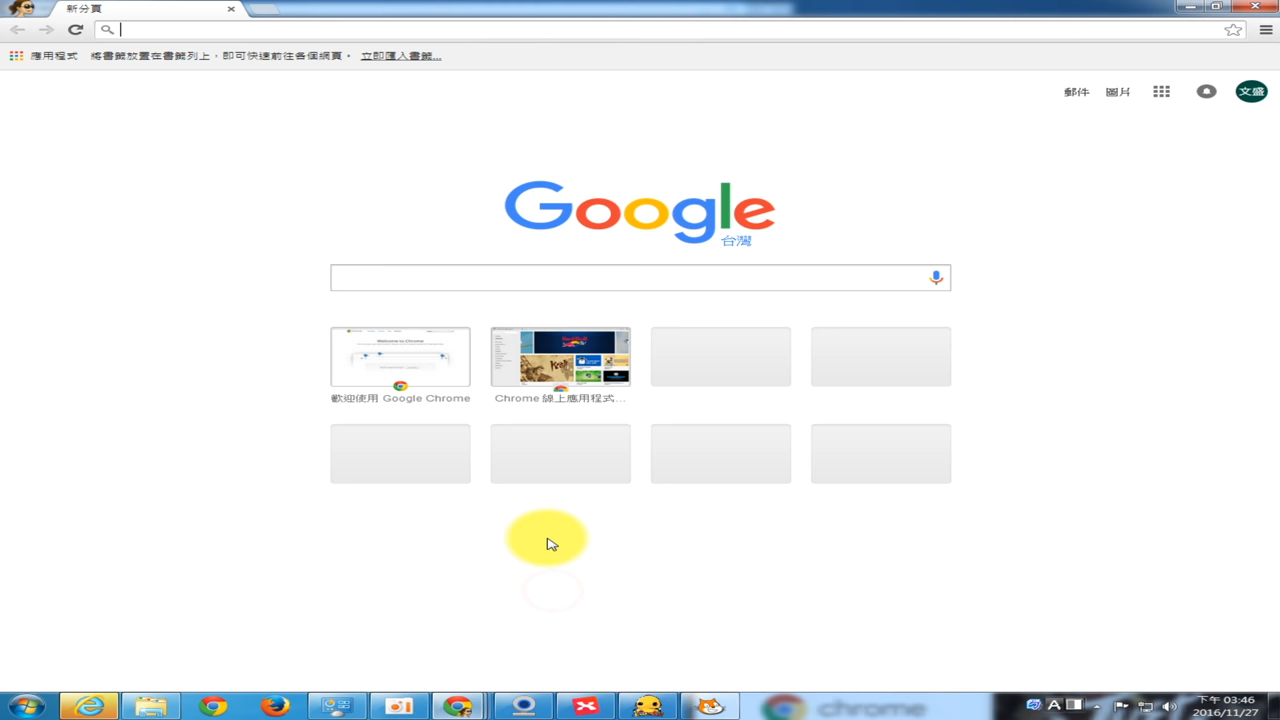 新分頁
應用程式 將書籤放置在書籤列上，即可快速前往各個網頁。 立即匯入書籤...
郵件 圖片 文盛
Google
台灣
Welcome to Chrome
歡迎使用 Google Chrome Chrome 線上應用程式...
chrome
A
下午 03:46
2016/11/27